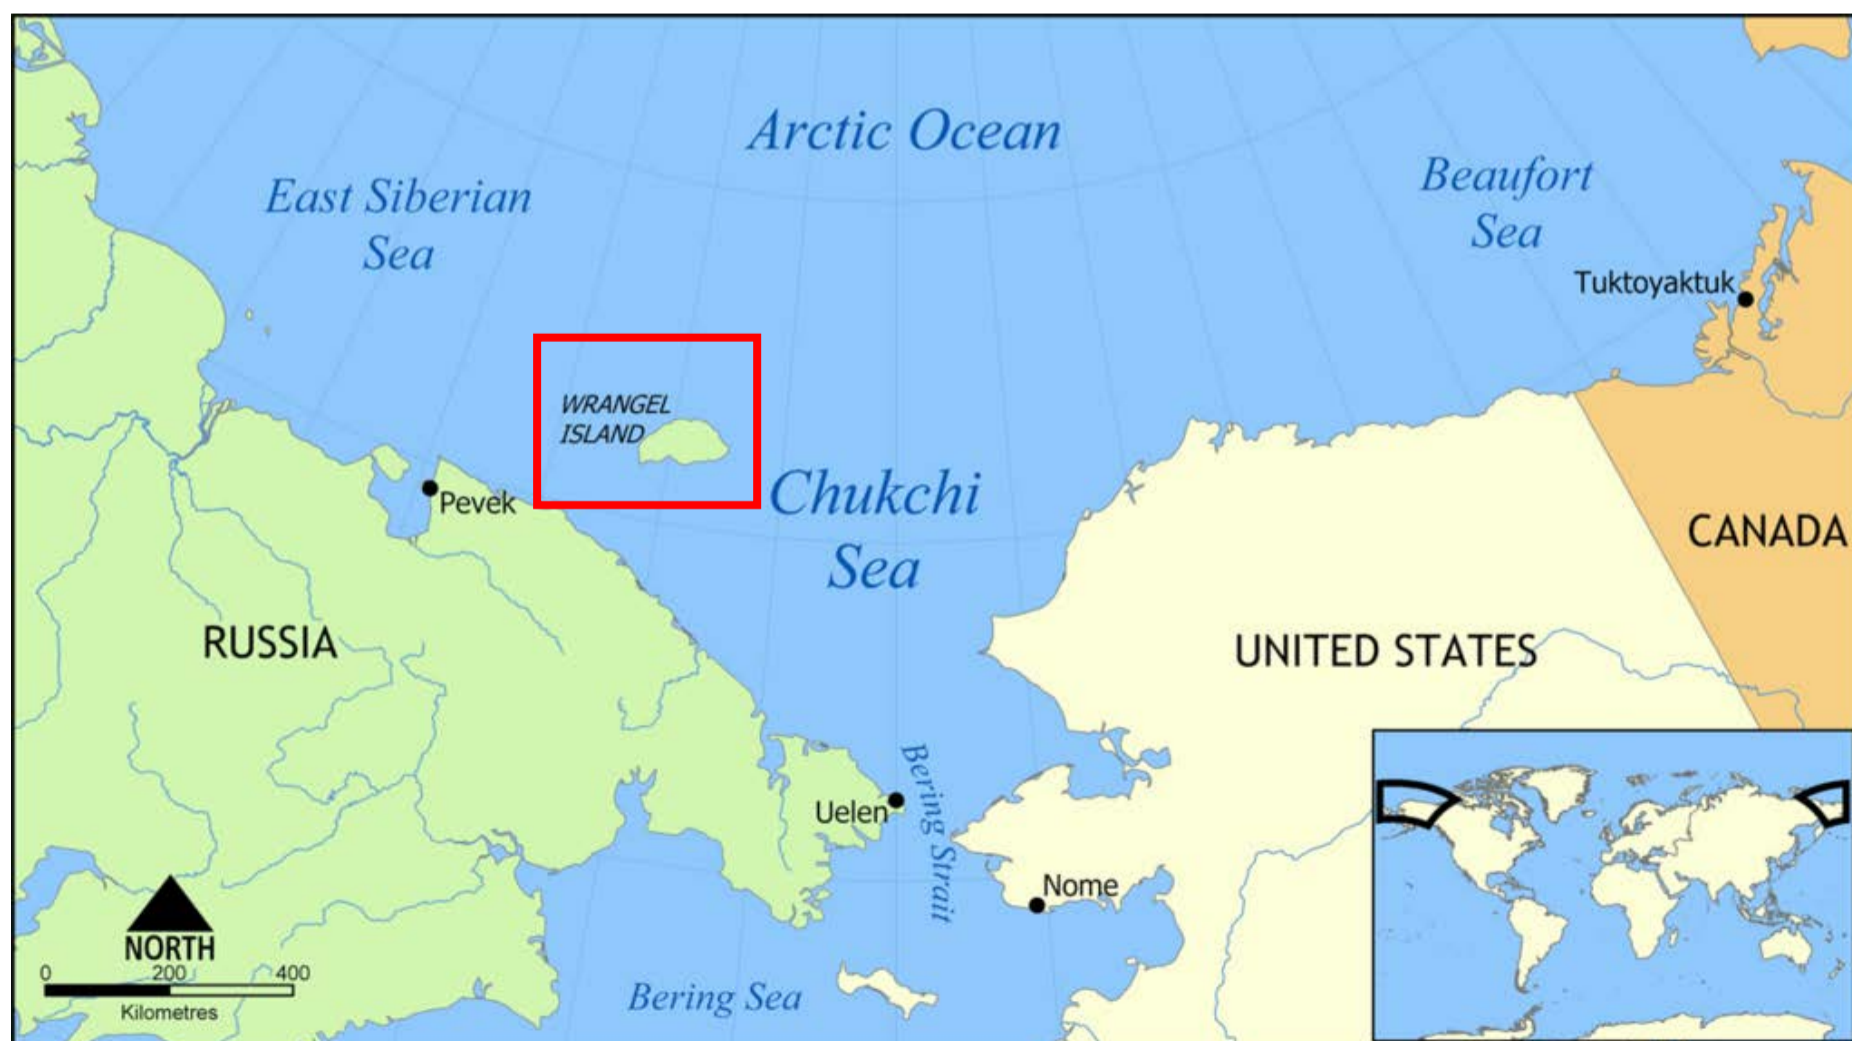 Arctic Ocean
East Siberian
Sea
Beaufort
Sea
Tuktoyaktuk
WRANGEL
ISLAND
Pevek
Chukchi
Sea
CANADA
RUSSIA
UNITED STATES
Bering Strait
Uelen
Nome
NORTH
0 200 400
Kilometres
Bering Sea